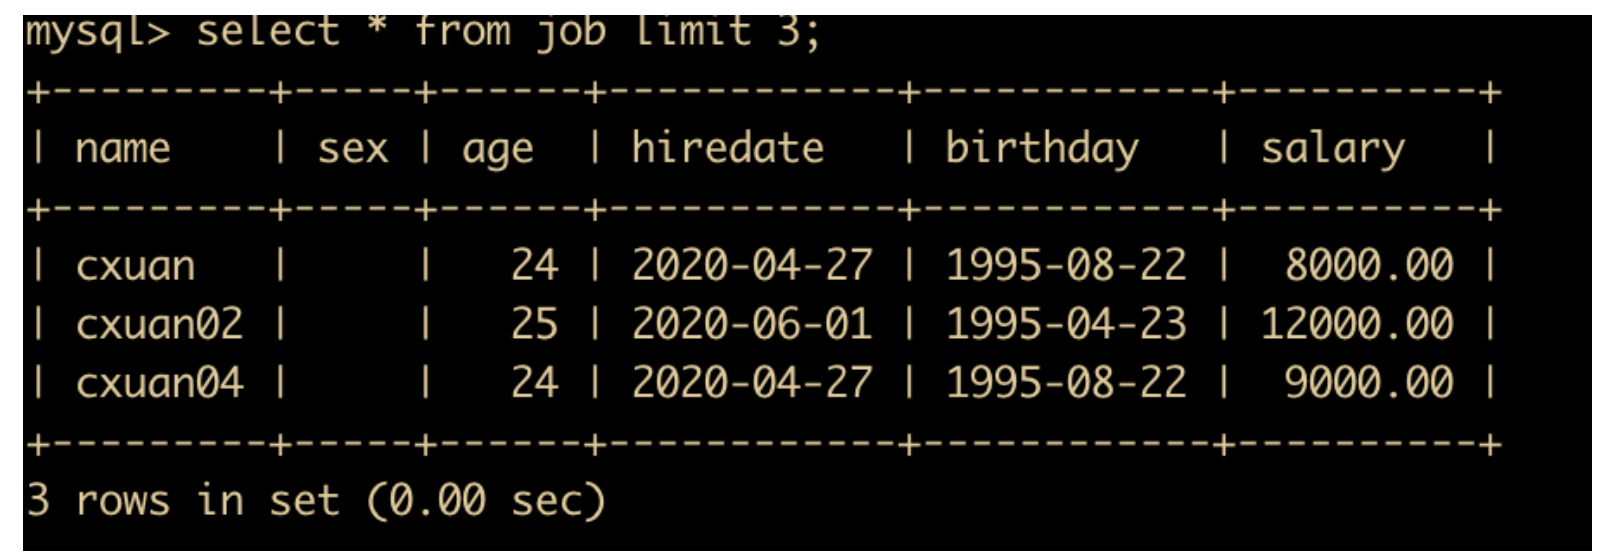 mysql> select * from job limit 3;
+---------+-----+------+------------+------------+----------+
| name    | sex | age  | hiredate   | birthday   | salary   |
+---------+-----+------+------------+------------+----------+
| cxuan   |     |   24 | 2020-04-27 | 1995-08-22 |  8000.00 |
| cxuan02 |     |   25 | 2020-06-01 | 1995-04-23 | 12000.00 |
| cxuan04 |     |   24 | 2020-04-27 | 1995-08-22 |  9000.00 |
+---------+-----+------+------------+------------+----------+
3 rows in set (0.00 sec)